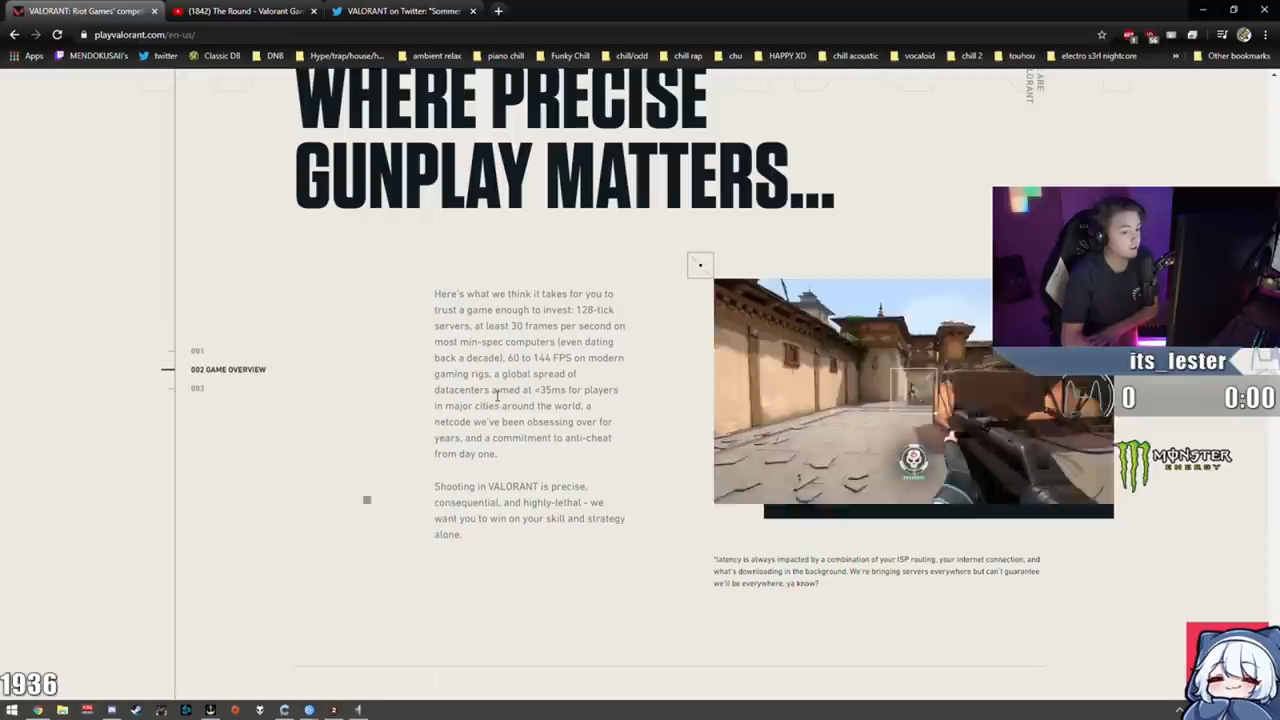 VALORANT: Riot Games' compe
(1842) The Round - Valorant Ga
VALORANT on Twitter: "Sommer
playvalorant.com/en-us/
Apps
MENDOKUSAII's
twitter
Classic DB
DNB
Hype/trap/house/h...
ambient relax
piano chill
Funky Chill
chill/odd
chill rap
chu
HAPPY XD
chill acoustic
vocaloid
chill 2
touhou
electro s3rl nightcore
Other bookmarks
WHERE PRECISE
GUNPLAY MATTERS...
ARE
VALORANT
Here's what we think it takes for you to
trust a game enough to invest: 128-tick
servers, at least 30 frames per second on
most min-spec computers (even dating
back a decade), 60 to 144 FPS on modern
gaming rigs, a global spread of
datacenters aimed at <35ms for players
in major cities around the world, a
netcode we've been obsessing over for
years, and a commitment to anti-cheat
from day one.
Shooting in VALORANT is precise,
consequential, and highly-lethal - we
want you to win on your skill and strategy
alone.
001
002 GAME OVERVIEW
003
its_lester
0
0:00
MONSTER
ENERGY
*latency is always impacted by a combination of your ISP routing, your internet connection, and
what's downloading in the background. We're bringing servers everywhere but can't guarantee
we'll be everywhere, ya know?
1936